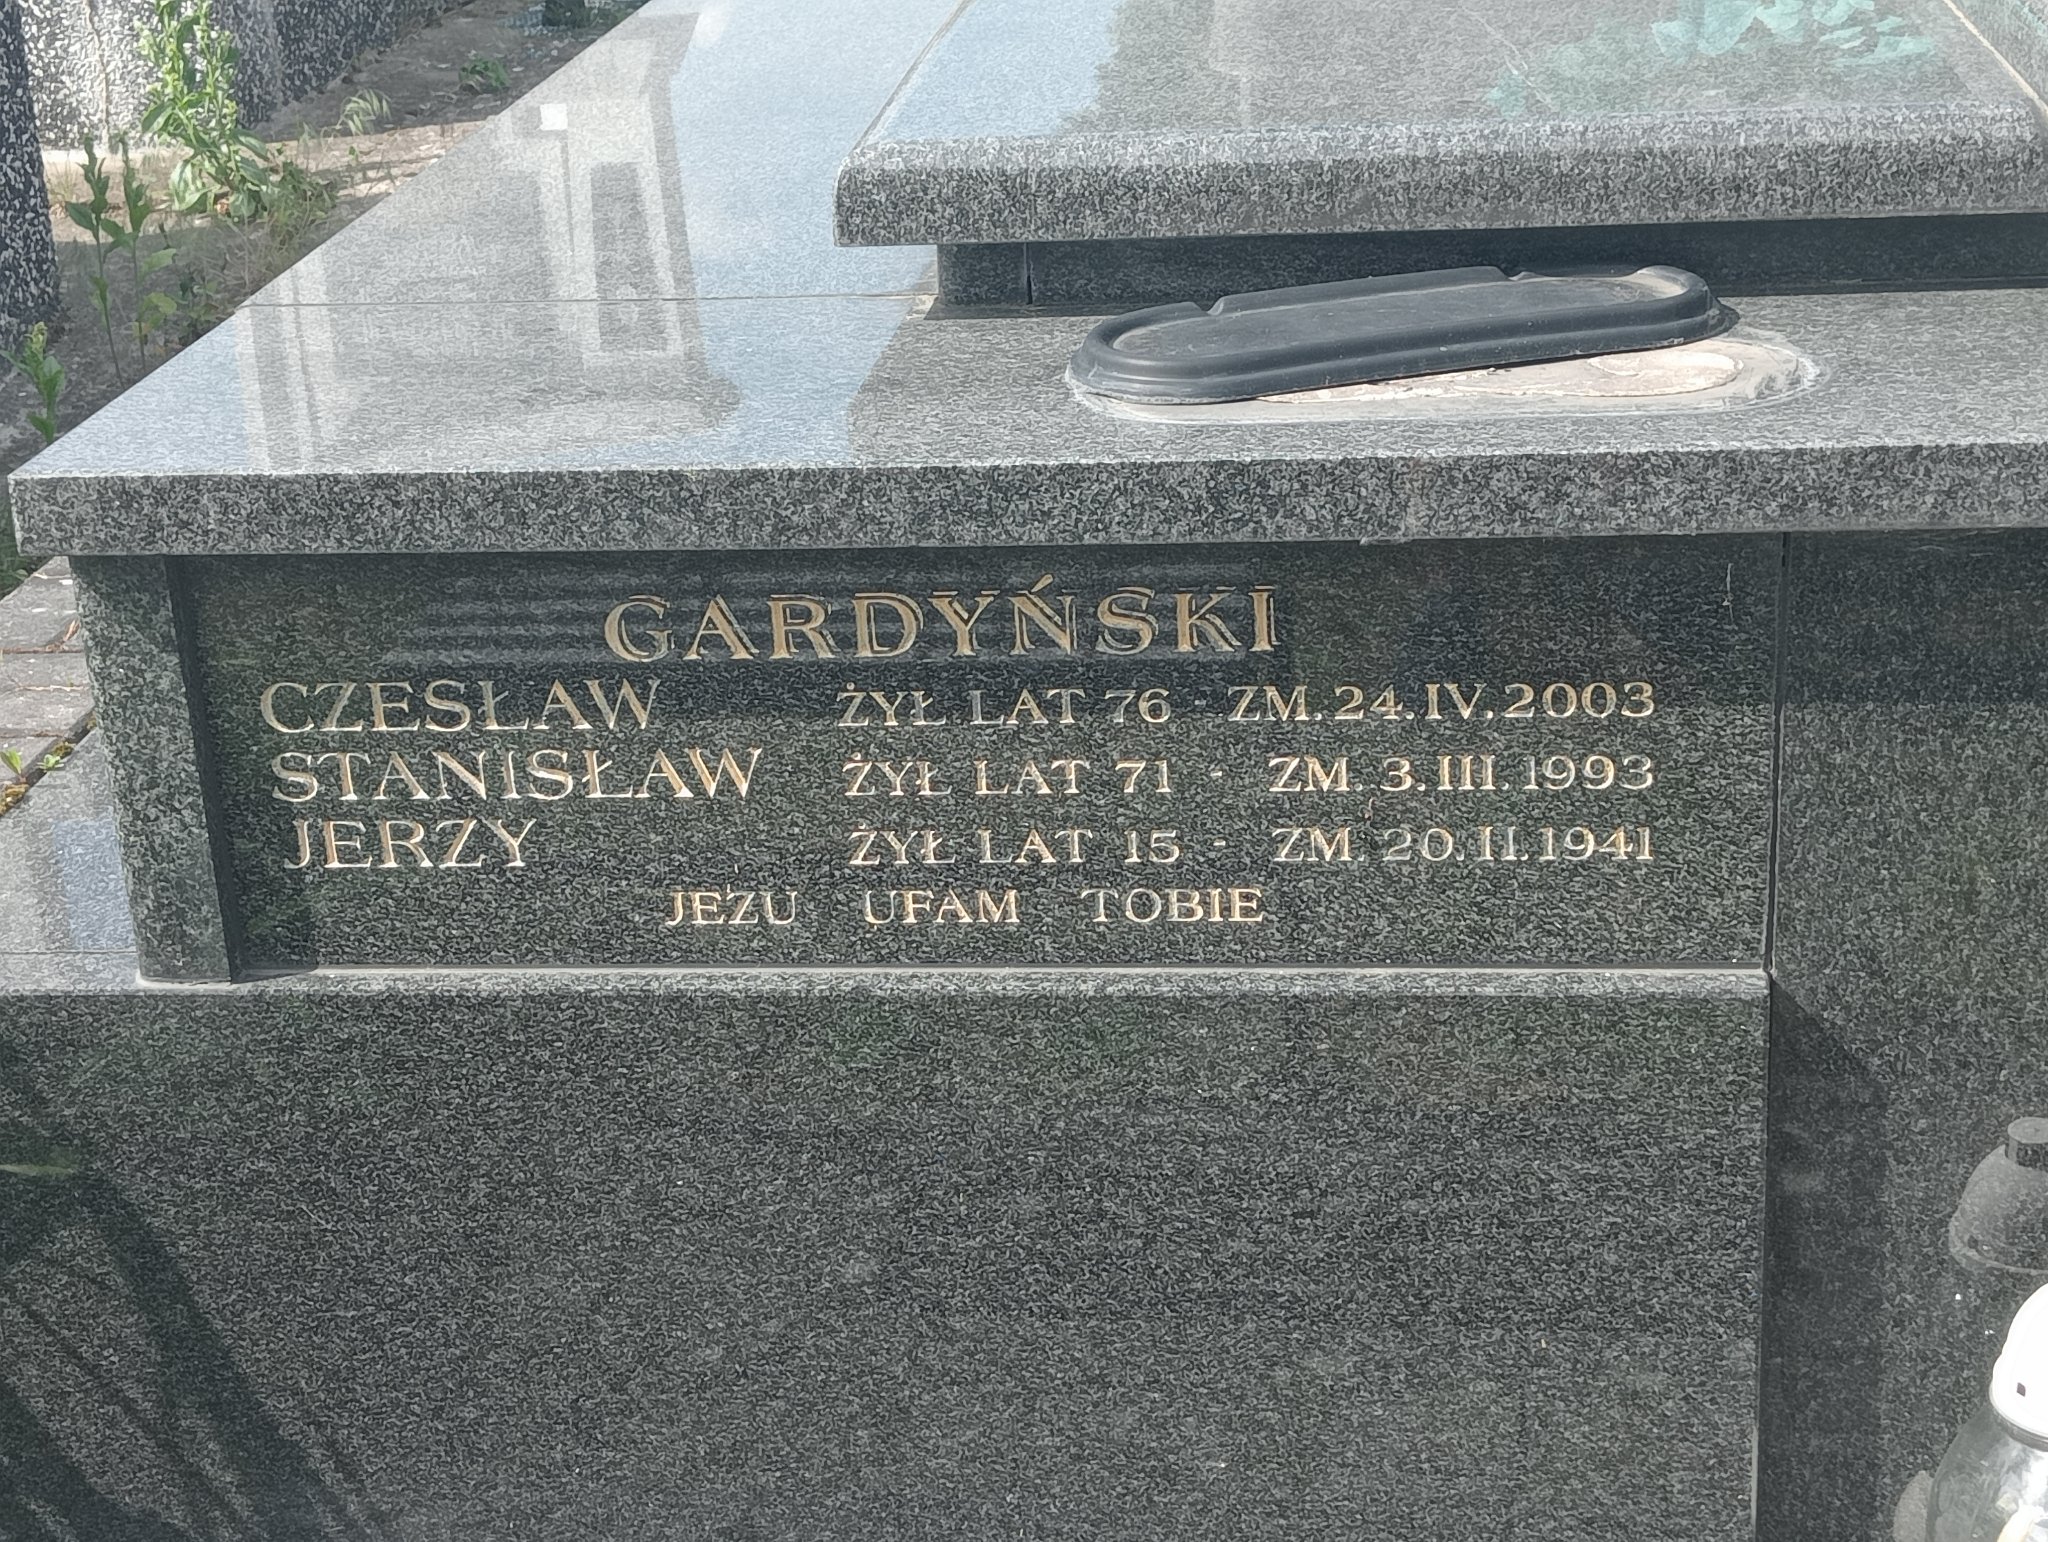 GARDYŃSKI
CZESŁAW ŻYŁ LAT 76 - ZM. 24.IV.2003
STANISŁAW ŻYŁ LAT 71 - ZM. 3.III.1993
JERZY ŻYŁ LAT 15 - ZM. 20.II.1941
JEZU UFAM TOBIE